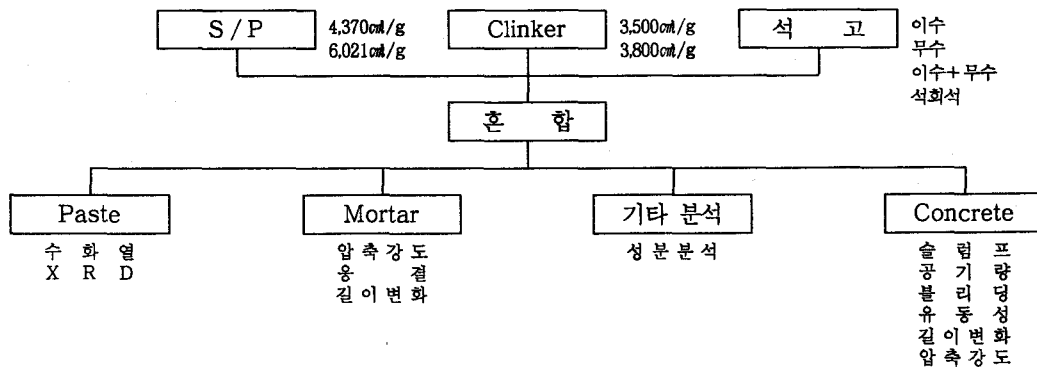 S / P
4,370㎠/g
6,021㎠/g
Clinker
3,500㎠/g
3,800㎠/g
석 고
이수
무수
이수+무수
석회석
혼 합
Paste
수 화 열
X R D
Mortar
압 축 강 도
응 결
길 이 변 화
기타 분석
성 분 분 석
Concrete
슬 럼 프
공 기 량
블 리 딩
유 동 성
길 이 변 화
압 축 강 도